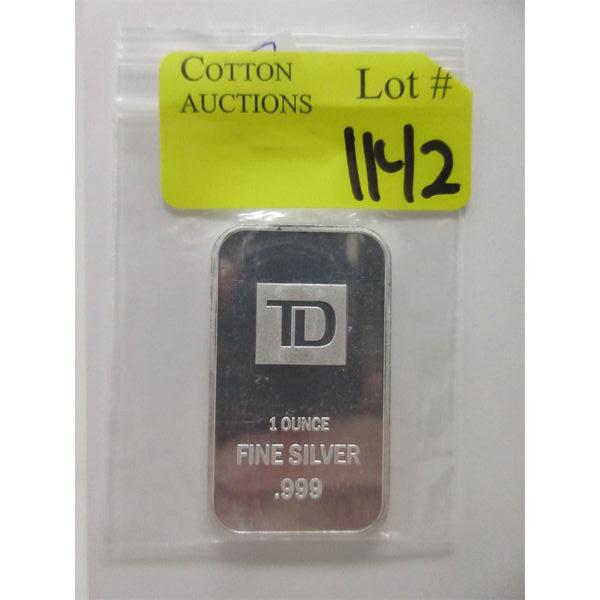 COTTON
AUCTIONS
Lot #
1142
TD
1 OUNCE
FINE SILVER
.999